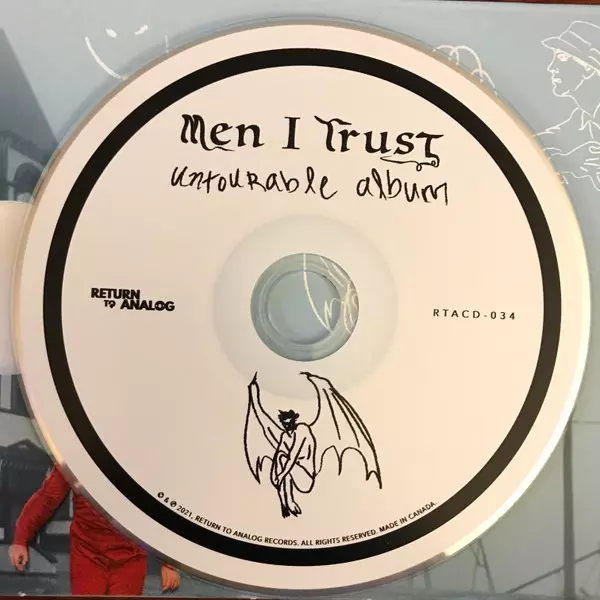 Men I Trust
untouRable album
RETURN
TO ANALOG
RTACD-034
© & ℗ 2021, RETURN TO ANALOG RECORDS. ALL RIGHTS RESERVED. MADE IN CANADA.